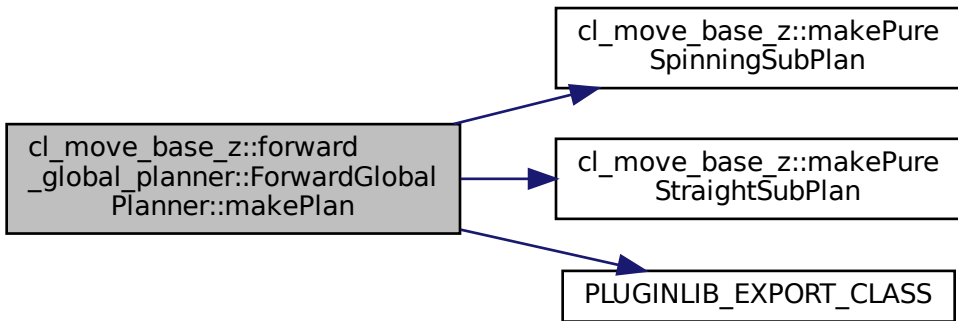 cl_move_base_z::makePure
SpinningSubPlan
cl_move_base_z::forward
_global_planner::ForwardGlobal
Planner::makePlan
cl_move_base_z::makePure
StraightSubPlan
PLUGINLIB_EXPORT_CLASS